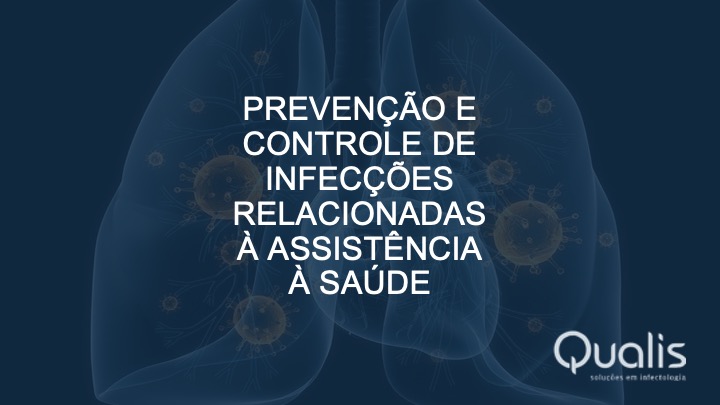 PREVENÇÃO E
CONTROLE DE
INFECÇÕES
RELACIONADAS
À ASSISTÊNCIA
À SAÚDE
Qualis
soluções em infectologia